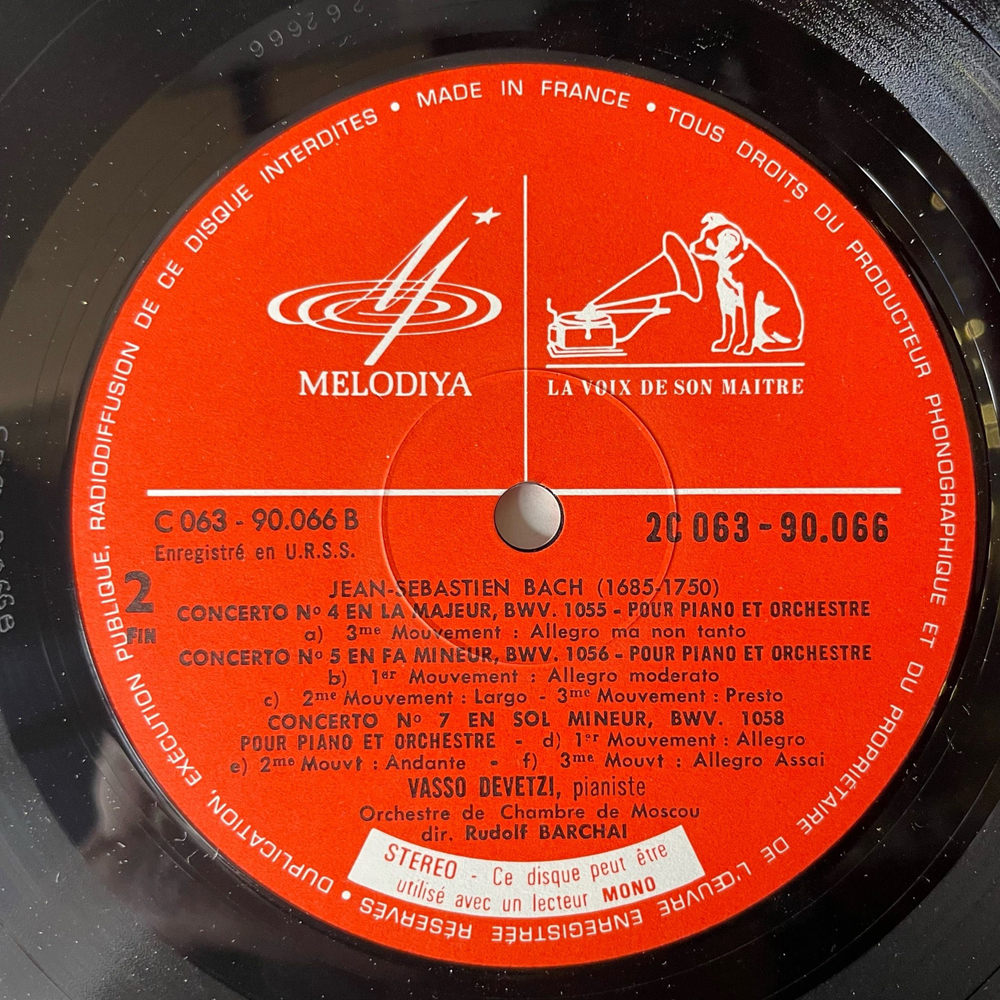 DUPLICATION, EXÉCUTION PUBLIQUE, RADIODIFFUSION DE CE DISQUE INTERDITES • MADE IN FRANCE • TOUS DROITS DU PRODUCTEUR PHONOGRAPHIQUE ET DU PROPRIÉTAIRE DE L'ŒUVRE ENREGISTRÉE RÉSERVÉS •
MELODIYA
LA VOIX DE SON MAITRE
C 063 - 90.066 B
2C 063 - 90.066
Enregistré en U.R.S.S.
2
FIN
JEAN-SEBASTIEN BACH (1685-1750)
CONCERTO Nº 4 EN LA MAJEUR, BWV. 1055 - POUR PIANO ET ORCHESTRE
a) 3me Mouvement : Allegro ma non tanto
CONCERTO Nº 5 EN FA MINEUR, BWV. 1056 - POUR PIANO ET ORCHESTRE
b) 1er Mouvement : Allegro moderato
c) 2me Mouvement : Largo - 3me Mouvement : Presto
CONCERTO Nº 7 EN SOL MINEUR, BWV. 1058
POUR PIANO ET ORCHESTRE - d) 1er Mouvement : Allegro
e) 2me Mouvt : Andante - f) 3me Mouvt : Allegro Assai
VASSO DEVETZI, pianiste
Orchestre de Chambre de Moscou
dir. Rudolf BARCHAI
STEREO - Ce disque peut être
utilisé avec un lecteur MONO